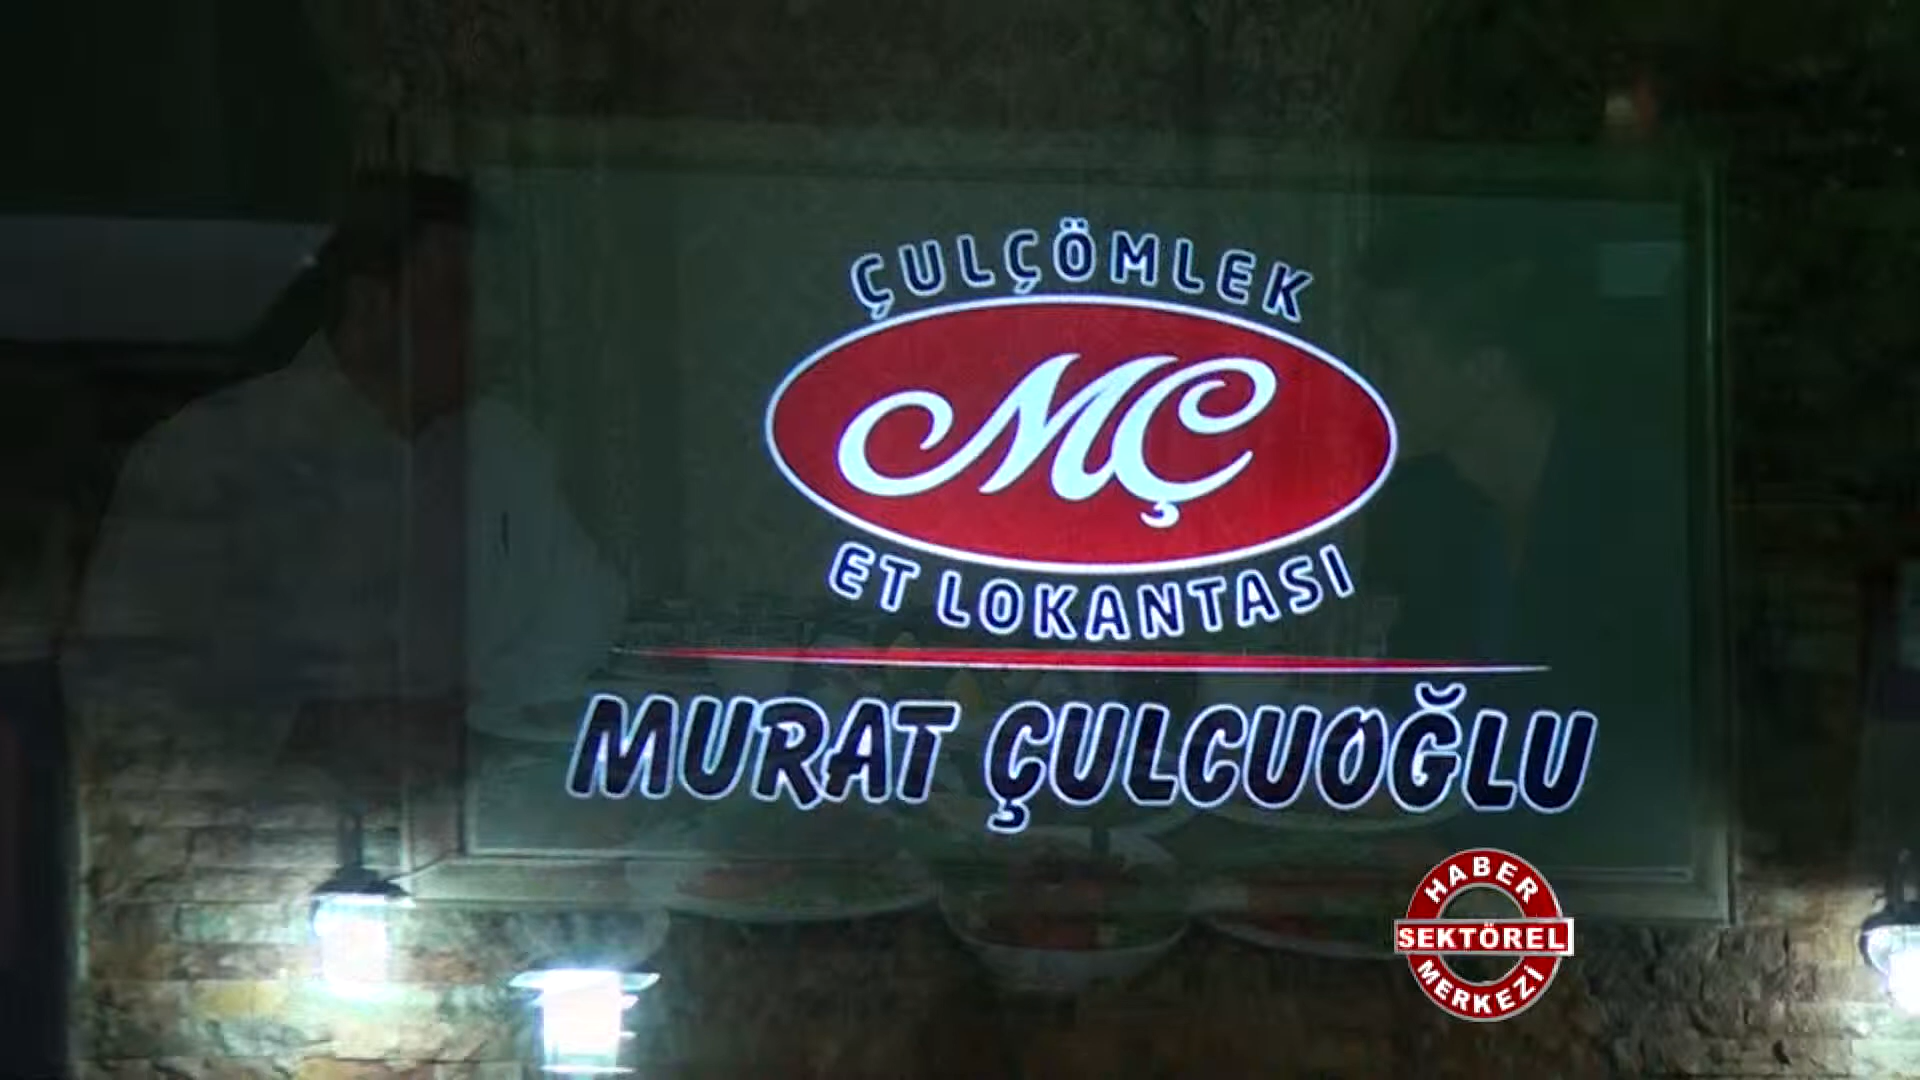 ÇULÇÖMLEK
MÇ
ET LOKANTASI
MURAT ÇULCUOĞLU
HABER
SEKTÖREL
MERKEZİ